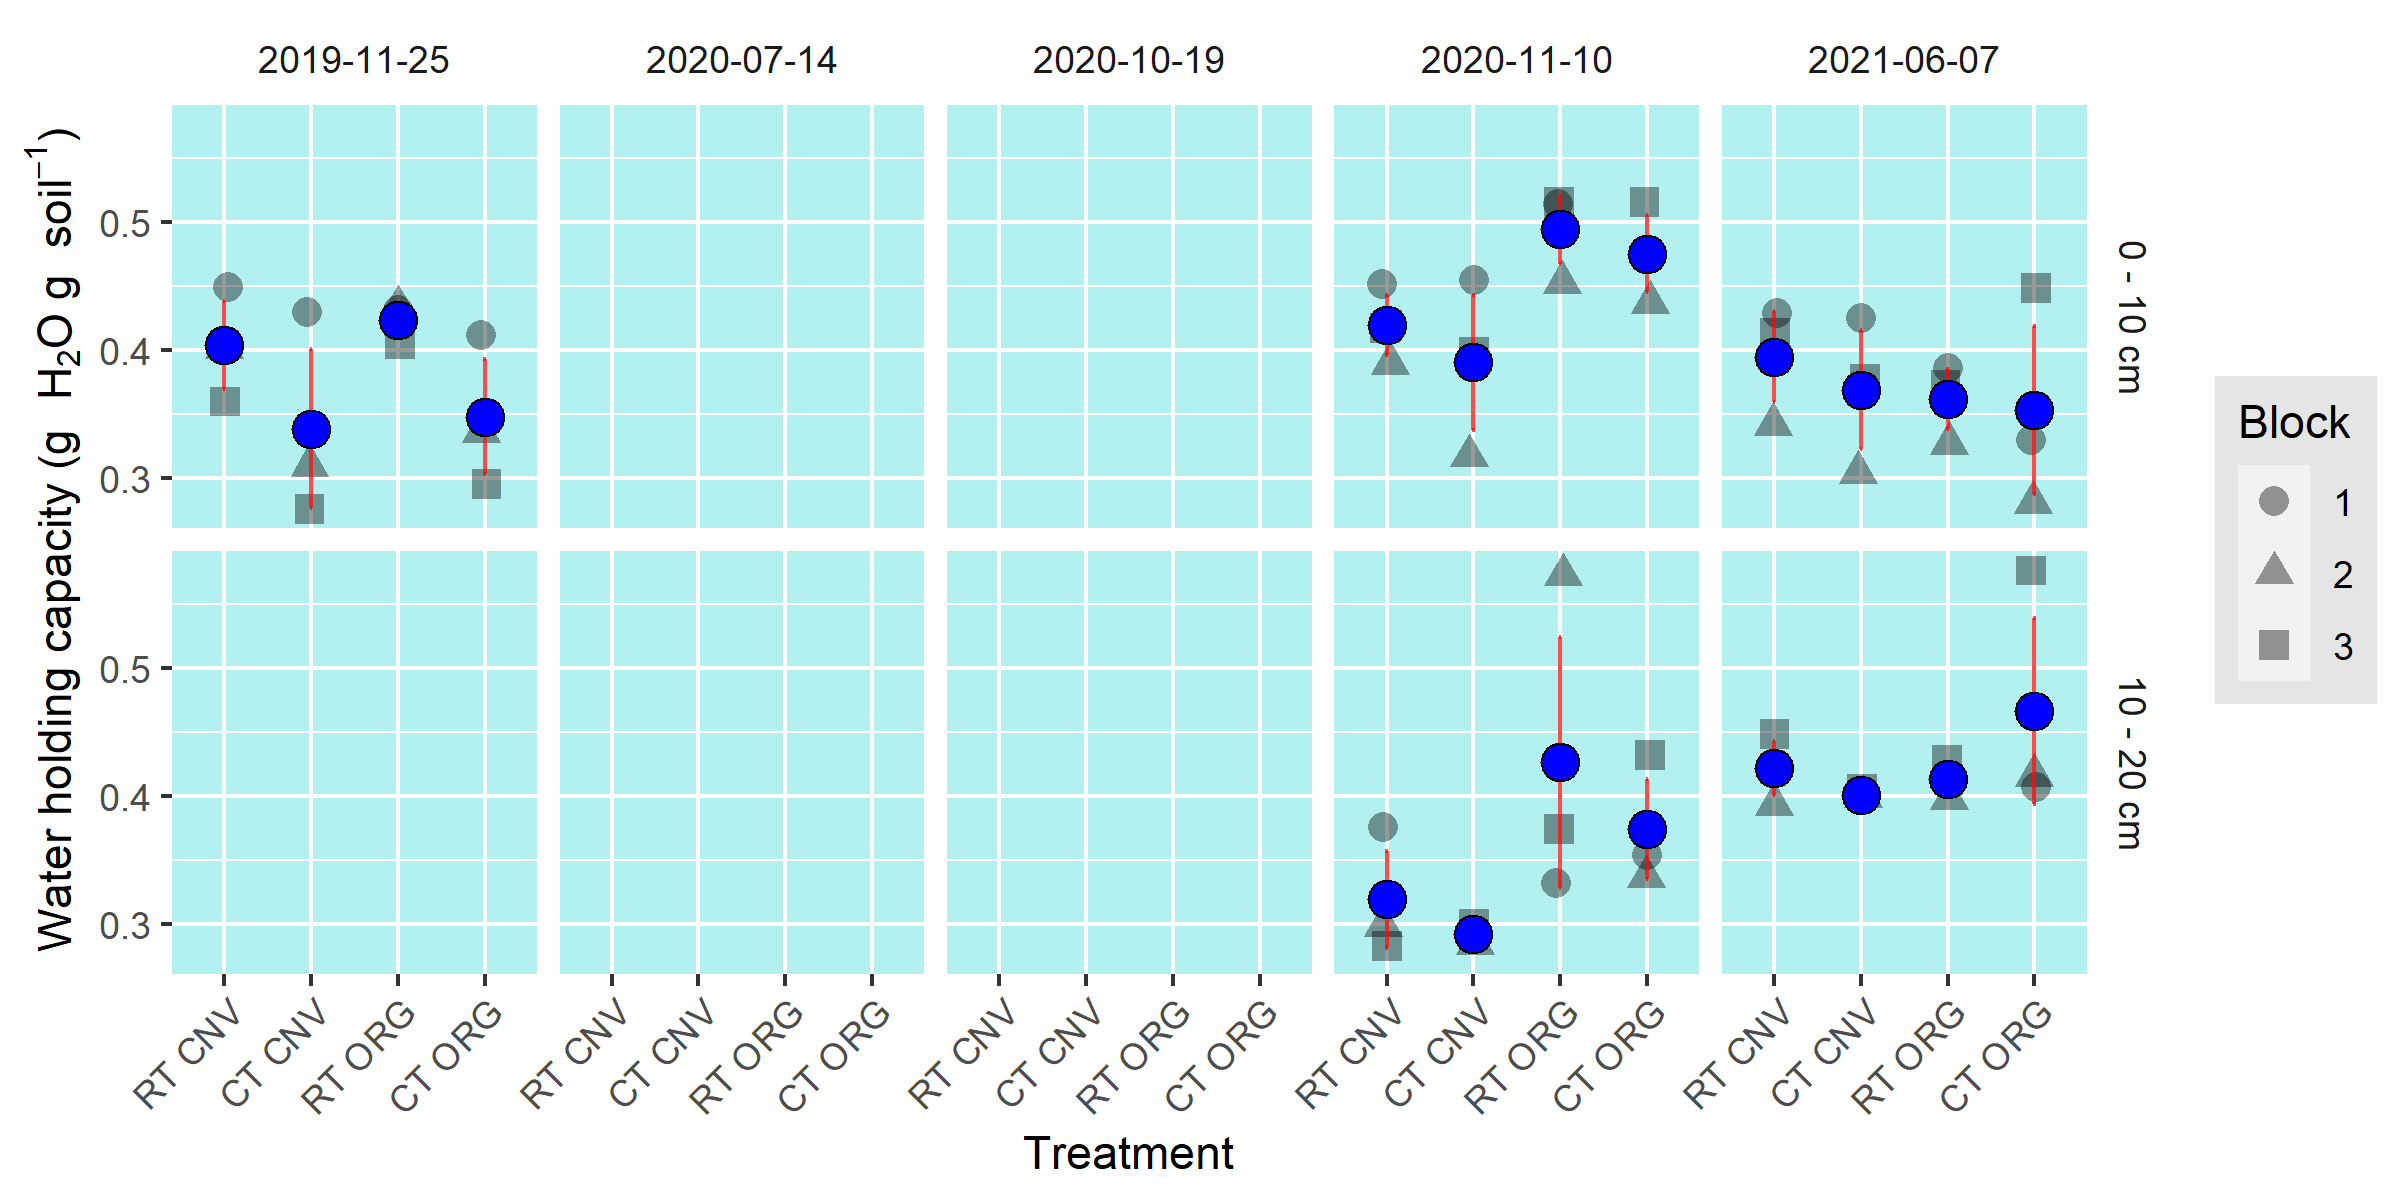 2019-11-25 2020-07-14 2020-10-19 2020-11-10 2021-06-07
Water holding capacity (g H₂O g soil⁻¹)
0.5
0.4
0.3
0 - 10 cm
0.5
0.4
0.3
10 - 20 cm
RT CNV CT CNV RT ORG CT ORG RT CNV CT CNV RT ORG CT ORG RT CNV CT CNV RT ORG CT ORG RT CNV CT CNV RT ORG CT ORG RT CNV CT CNV RT ORG CT ORG
Treatment
Block
1
2
3